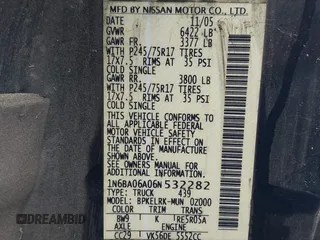 MFD BY NISSAN MOTOR CO., LTD.
DATE 11/05
GVWR 6422 LB
GAWR FR. 3377 LB
WITH P245/75R17 TIRES
17X7.5 RIMS AT 35 PSI
COLD SINGLE
GAWR RR. 3800 LB
WITH P245/75R17 TIRES
17X7.5 RIMS AT 35 PSI
COLD SINGLE
THIS VEHICLE CONFORMS TO
ALL APPLICABLE U.S.
FEDERAL MOTOR VEHICLE
SAFETY STANDARDS IN
EFFECT ON THE DATE OF
MANUFACTURE SHOWN ABOVE.
SEE OWNERS MANUAL FOR
ADDITIONAL INFORMATION
1N6BA06A06N532282
TYPE: TRUCK 439
MODEL: BPKELRK-MUN 02000
COLOR TRIM TRANS
BW9 K RE5R05A
AXLE ENGINE
CC29 VK56DE 5552CC
DREAMBID